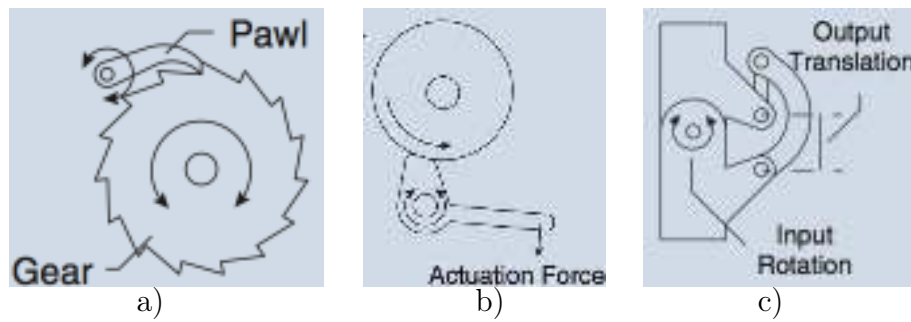 Pawl
Gear
a)
Actuation Force
b)
Output
Translation
Input
Rotation
c)